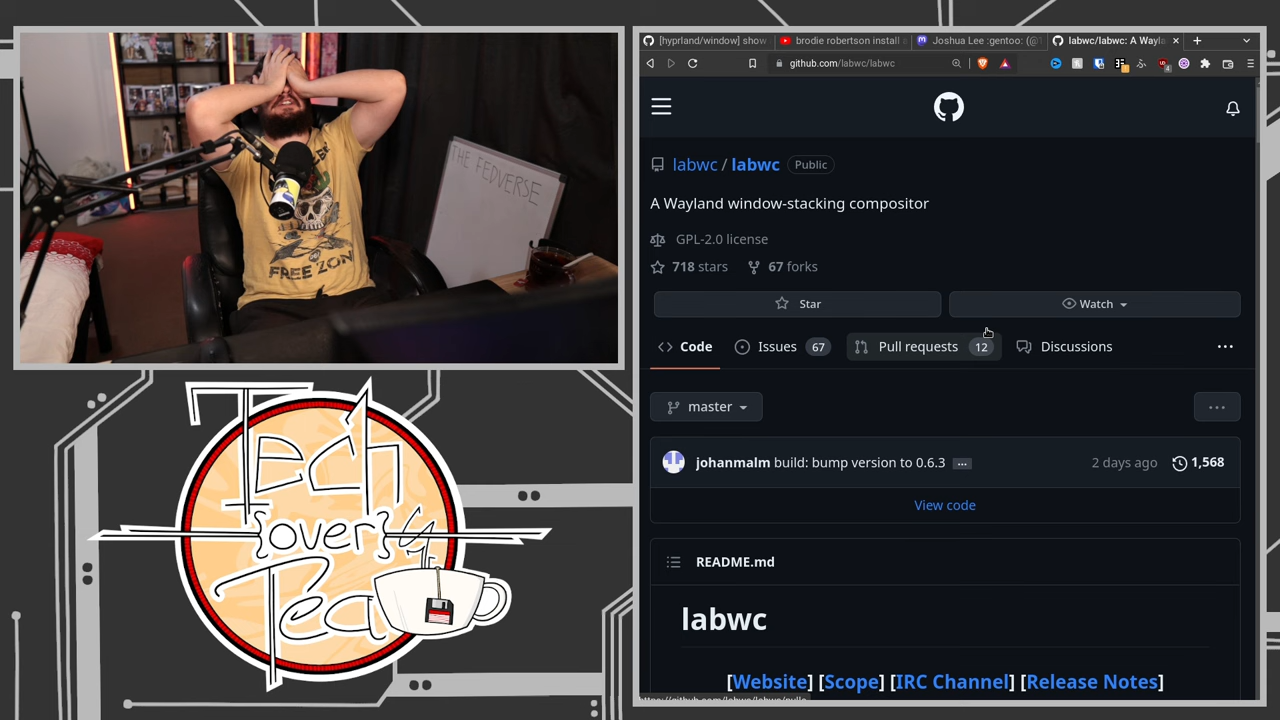 THE FEDVERSE
FREE ZON
Tech
{over}
Tea
[hyprland/window] show
brodie robertson install a
Joshua Lee :gentoo: (@
labwc/labwc: A Wayla
github.com/labwc/labwc
labwc / labwc Public
A Wayland window-stacking compositor
GPL-2.0 license
718 stars 67 forks
Star Watch
Code Issues 67 Pull requests 12 Discussions
master
johanmalm build: bump version to 0.6.3 ... 2 days ago 1,568
View code
README.md
labwc
[Website] [Scope] [IRC Channel] [Release Notes]